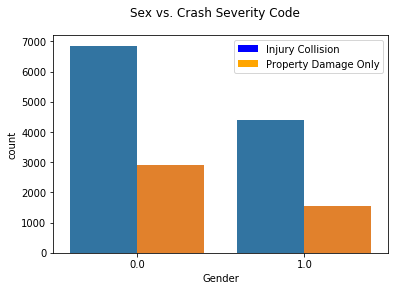 Sex vs. Crash Severity Code
7000
6000
5000
4000
3000
2000
1000
0
count
Injury Collision
Property Damage Only
0.0
1.0
Gender